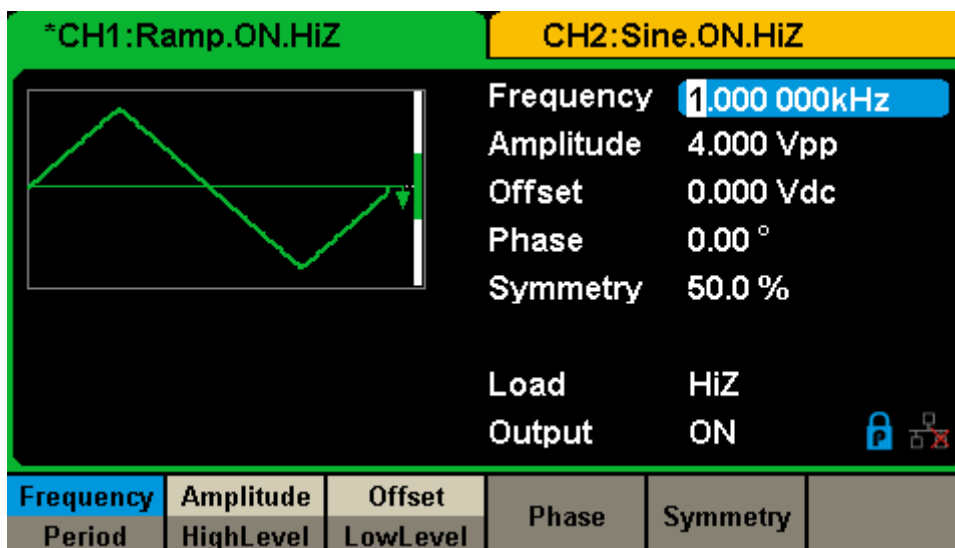 *CH1:Ramp.ON.HiZ CH2:Sine.ON.HiZ
Frequency 1.000 000kHz
Amplitude 4.000 Vpp
Offset 0.000 Vdc
Phase 0.00 °
Symmetry 50.0 %
Load HiZ
Output ON
P
Frequency Amplitude Offset Phase Symmetry
Period HighLevel LowLevel